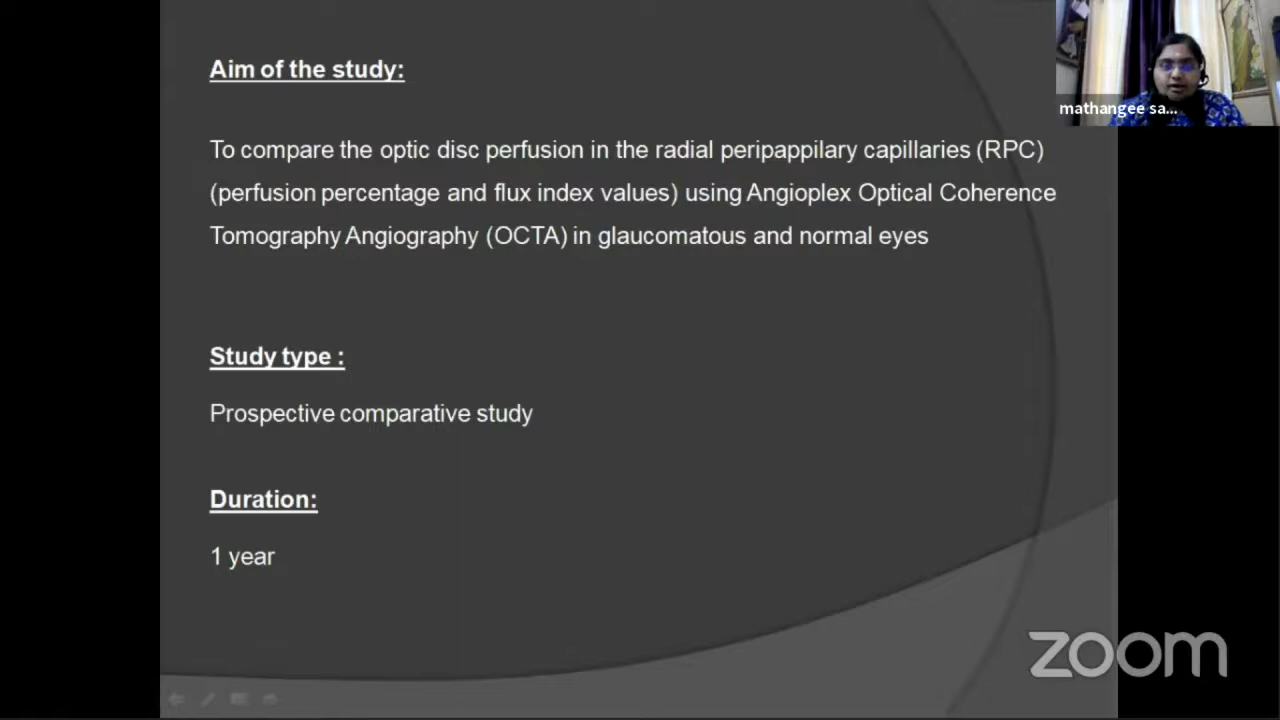 Aim of the study:
To compare the optic disc perfusion in the radial peripappilary capillaries (RPC)
(perfusion percentage and flux index values) using Angioplex Optical Coherence
Tomography Angiography (OCTA) in glaucomatous and normal eyes
Study type :
Prospective comparative study
Duration:
1 year
mathangee sa...
zoom